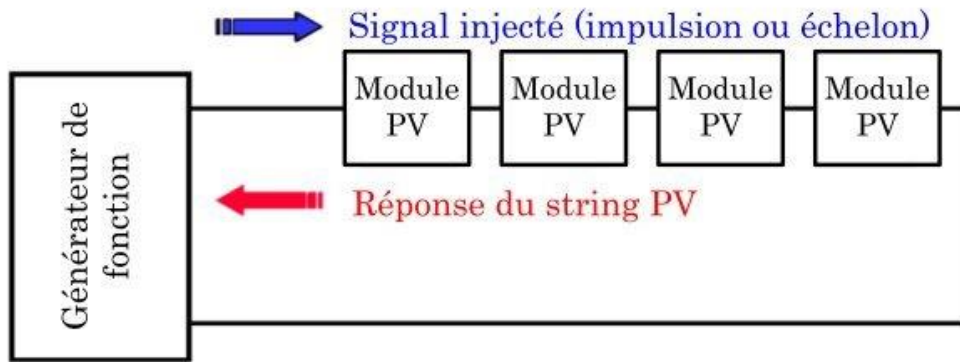 Signal injecté (impulsion ou échelon)
Module
PV
Module
PV
Module
PV
Module
PV
Générateur de
fonction
Réponse du string PV